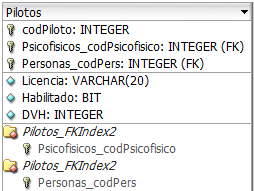 Pilotos
codPiloto: INTEGER
Psicofisicos_codPsicofisico: INTEGER (FK)
Personas_codPers: INTEGER (FK)
Licencia: VARCHAR(20)
Habilitado: BIT
DVH: INTEGER
Pilotos_FKIndex2
Psicofisicos_codPsicofisico
Pilotos_FKIndex2
Personas_codPers